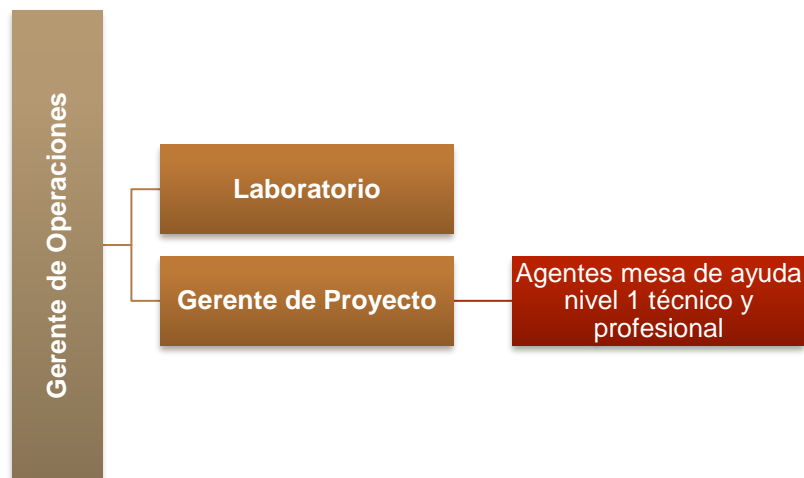 Gerente de Operaciones
Laboratorio
Gerente de Proyecto
Agentes mesa de ayuda
nivel 1 técnico y
profesional